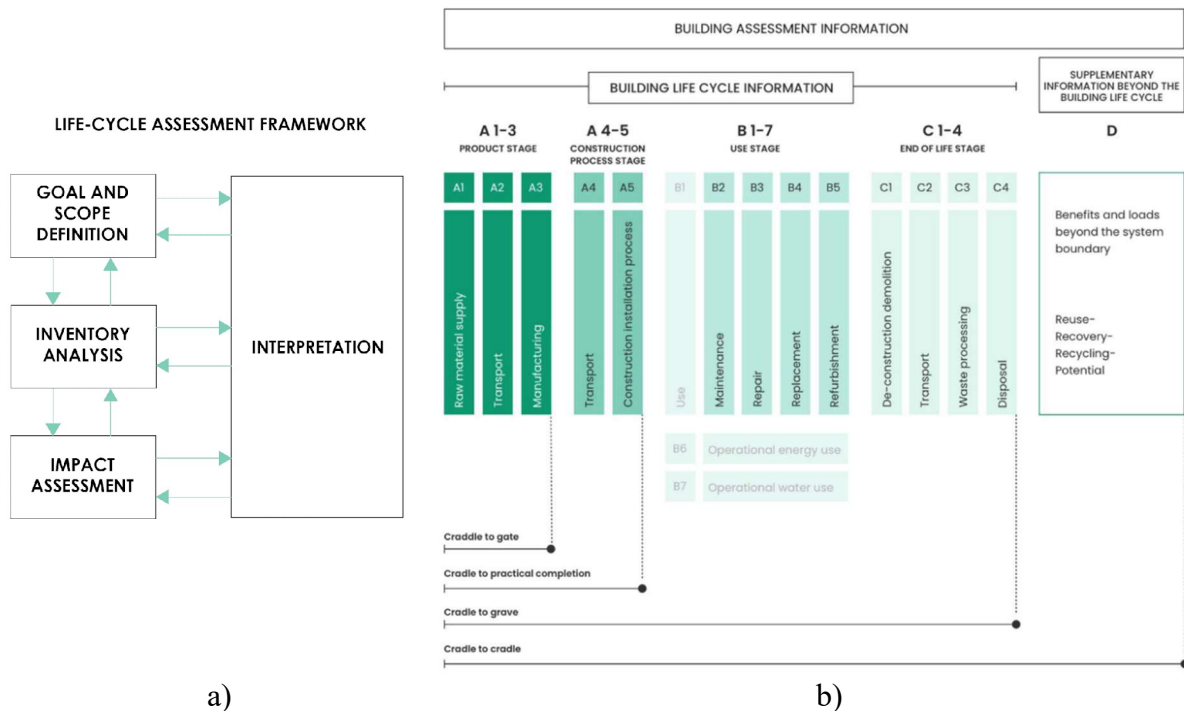 LIFE-CYCLE ASSESSMENT FRAMEWORK
GOAL AND
SCOPE
DEFINITION
INVENTORY
ANALYSIS
IMPACT
ASSESSMENT
INTERPRETATION
a)
BUILDING ASSESSMENT INFORMATION
BUILDING LIFE CYCLE INFORMATION
SUPPLEMENTARY
INFORMATION BEYOND THE
BUILDING LIFE CYCLE
A 1-3
PRODUCT STAGE
A 4-5
CONSTRUCTION
PROCESS STAGE
B 1-7
USE STAGE
C 1-4
END OF LIFE STAGE
D
A1
A2
A3
A4
A5
B1
B2
B3
B4
B5
C1
C2
C3
C4
Raw material supply
Transport
Manufacturing
Transport
Construction installation process
Use
Maintenance
Repair
Replacement
Refurbishment
De-construction demolition
Transport
Waste processing
Disposal
Benefits and loads
beyond the system
boundary
Reuse-
Recovery-
Recycling-
Potential
B6
Operational energy use
B7
Operational water use
Craddle to gate
Cradle to practical completion
Cradle to grave
Cradle to cradle
b)